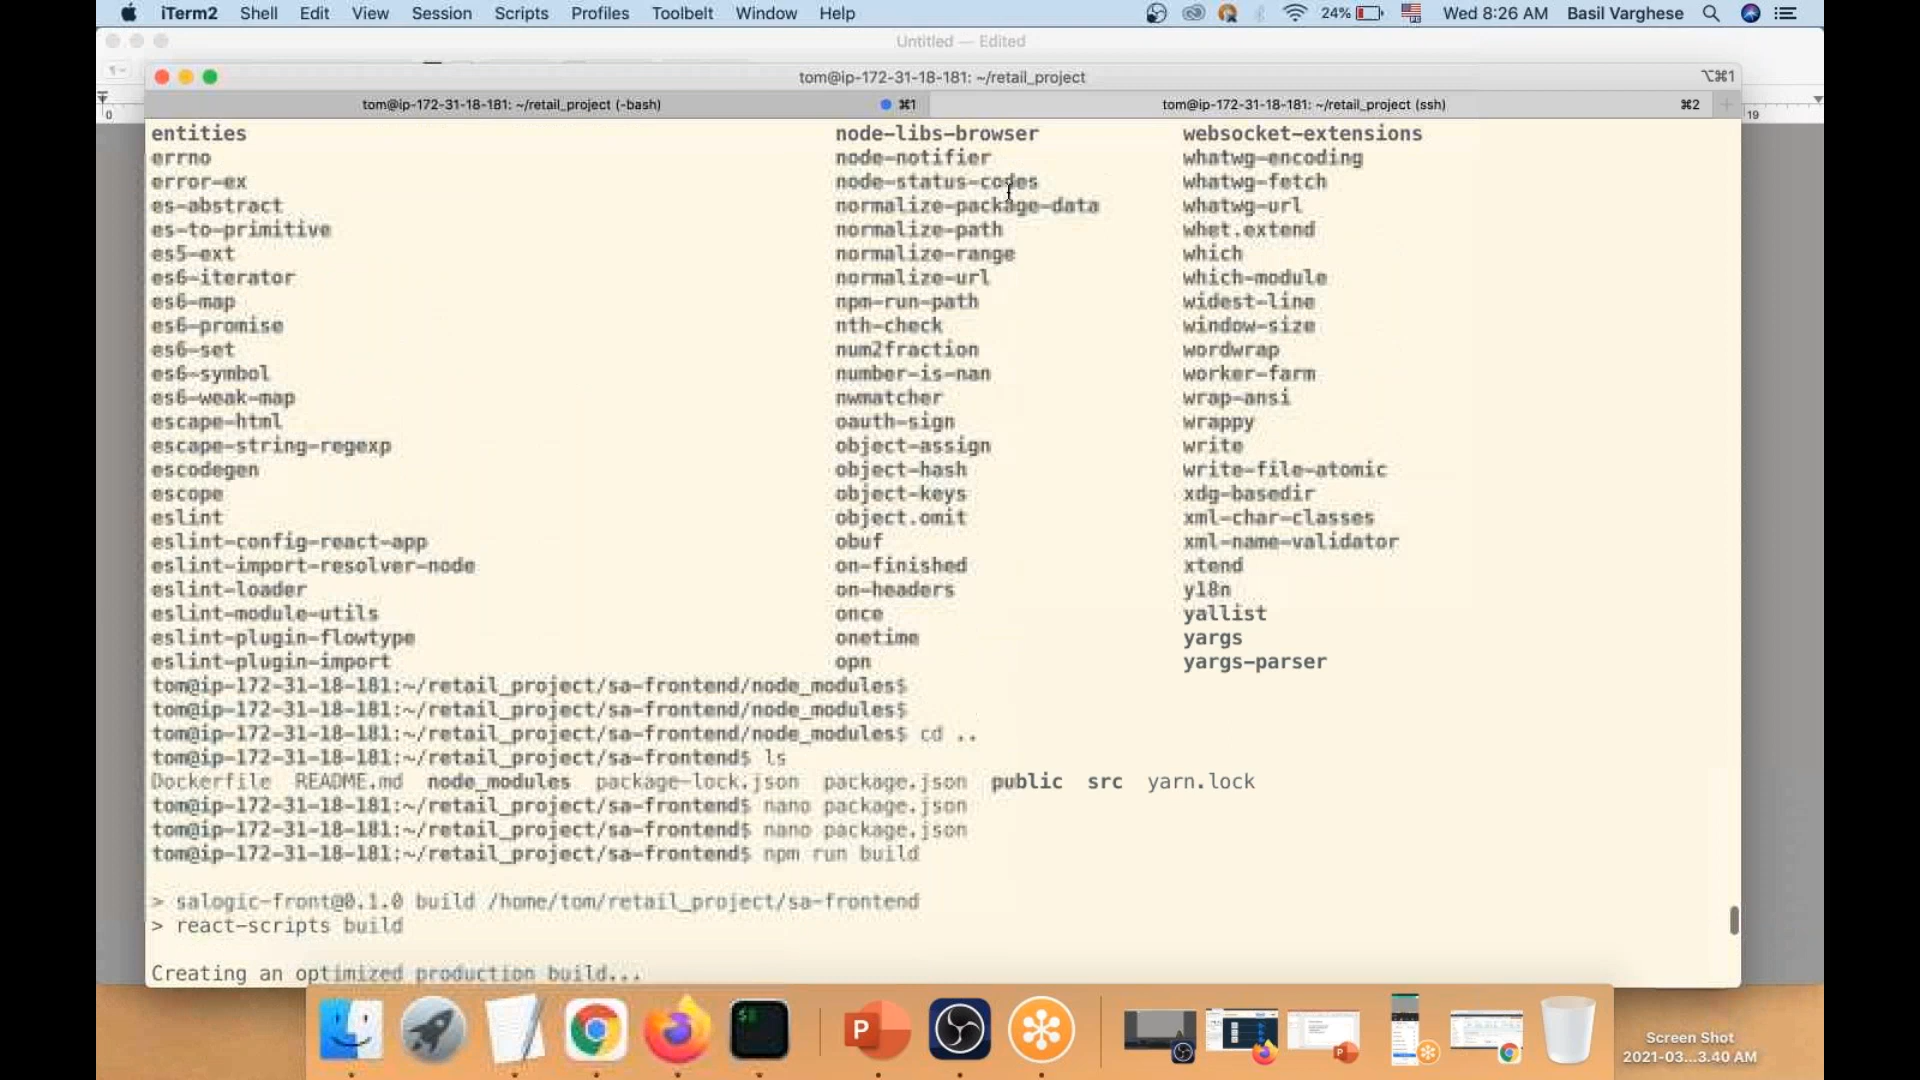 iTerm2 Shell Edit View Session Scripts Profiles Toolbelt Window Help 24% Wed 8:26 AM Basil Varghese
Untitled — Edited
tom@ip-172-31-18-181: ~/retail_project ⌥⌘1
tom@ip-172-31-18-181: ~/retail_project (-bash) ⌘1 tom@ip-172-31-18-181: ~/retail_project (ssh) ⌘2
0 19
entities node-libs-browser websocket-extensions
errno node-notifier whatwg-encoding
error-ex node-status-codes whatwg-fetch
es-abstract normalize-package-data whatwg-url
es-to-primitive normalize-path whet.extend
es5-ext normalize-range which
es6-iterator normalize-url which-module
es6-map npm-run-path widest-line
es6-promise nth-check window-size
es6-set num2fraction wordwrap
es6-symbol number-is-nan worker-farm
es6-weak-map nwmatcher wrap-ansi
escape-html oauth-sign wrappy
escape-string-regexp object-assign write
escodegen object-hash write-file-atomic
escope object-keys xdg-basedir
eslint object.omit xml-char-classes
eslint-config-react-app obuf xml-name-validator
eslint-import-resolver-node on-finished xtend
eslint-loader on-headers y18n
eslint-module-utils once yallist
eslint-plugin-flowtype onetime yargs
eslint-plugin-import opn yargs-parser
tom@ip-172-31-18-181:~/retail_project/sa-frontend/node_modules$
tom@ip-172-31-18-181:~/retail_project/sa-frontend/node_modules$
tom@ip-172-31-18-181:~/retail_project/sa-frontend/node_modules$ cd ..
tom@ip-172-31-18-181:~/retail_project/sa-frontend$ ls
Dockerfile README.md node_modules package-lock.json package.json public src yarn.lock
tom@ip-172-31-18-181:~/retail_project/sa-frontend$ nano package.json
tom@ip-172-31-18-181:~/retail_project/sa-frontend$ nano package.json
tom@ip-172-31-18-181:~/retail_project/sa-frontend$ npm run build
> salogic-front@0.1.0 build /home/tom/retail_project/sa-frontend
> react-scripts build
Creating an optimized production build...
$
P
Screen Shot
2021-03...3.40 AM